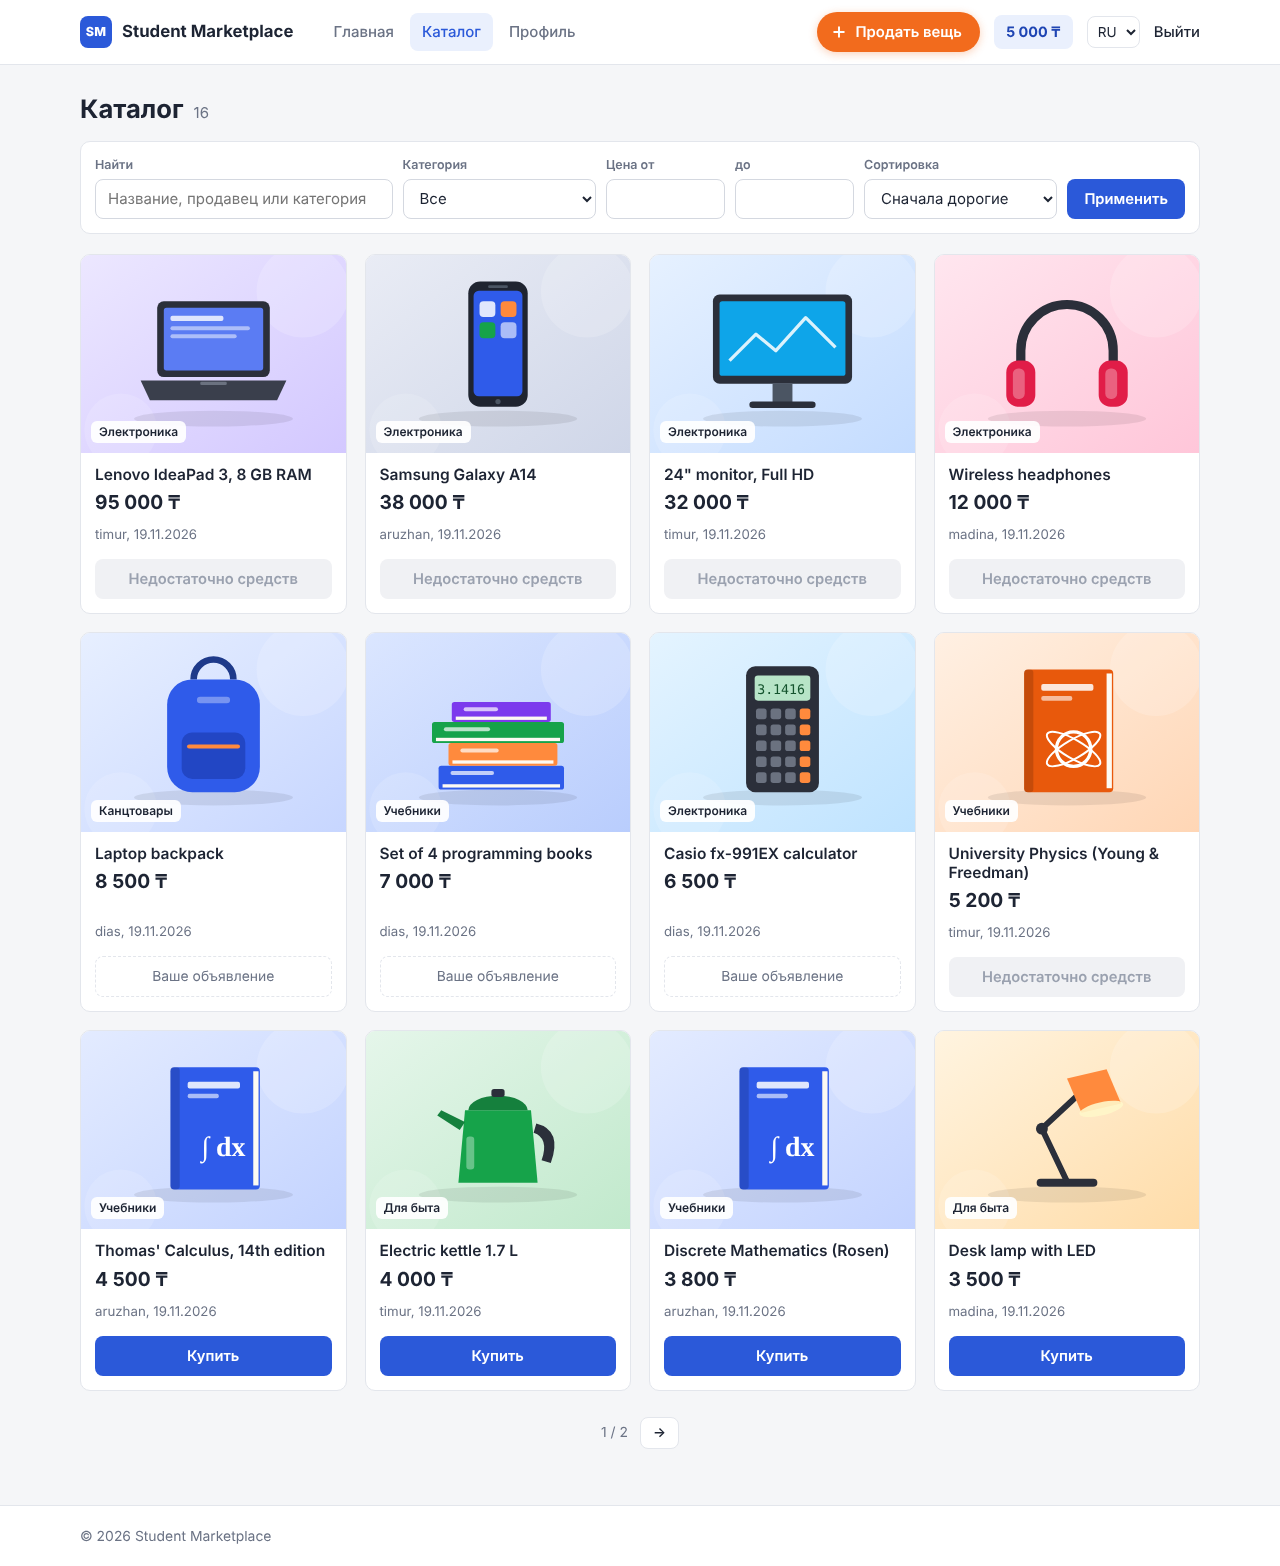 SM Student Marketplace Главная Каталог Профиль + Продать вещь 5 000 ₸ RU Выйти
Каталог 16
Найти Категория Цена от до Сортировка
Название, продавец или категория Все Сначала дорогие Применить
Электроника Электроника Электроника Электроника
Lenovo IdeaPad 3, 8 GB RAM Samsung Galaxy A14 24" monitor, Full HD Wireless headphones
95 000 ₸ 38 000 ₸ 32 000 ₸ 12 000 ₸
timur, 19.11.2026 aruzhan, 19.11.2026 timur, 19.11.2026 madina, 19.11.2026
Недостаточно средств Недостаточно средств Недостаточно средств Недостаточно средств
3.1416
Канцтовары Учебники Электроника Учебники
Laptop backpack Set of 4 programming books Casio fx-991EX calculator University Physics (Young &
Freedman)
8 500 ₸ 7 000 ₸ 6 500 ₸ 5 200 ₸
dias, 19.11.2026 dias, 19.11.2026 dias, 19.11.2026 timur, 19.11.2026
Ваше объявление Ваше объявление Ваше объявление Недостаточно средств
∫ dx ∫ dx
Учебники Для быта Учебники Для быта
Thomas' Calculus, 14th edition Electric kettle 1.7 L Discrete Mathematics (Rosen) Desk lamp with LED
4 500 ₸ 4 000 ₸ 3 800 ₸ 3 500 ₸
aruzhan, 19.11.2026 timur, 19.11.2026 aruzhan, 19.11.2026 madina, 19.11.2026
Купить Купить Купить Купить
1 / 2 →
© 2026 Student Marketplace